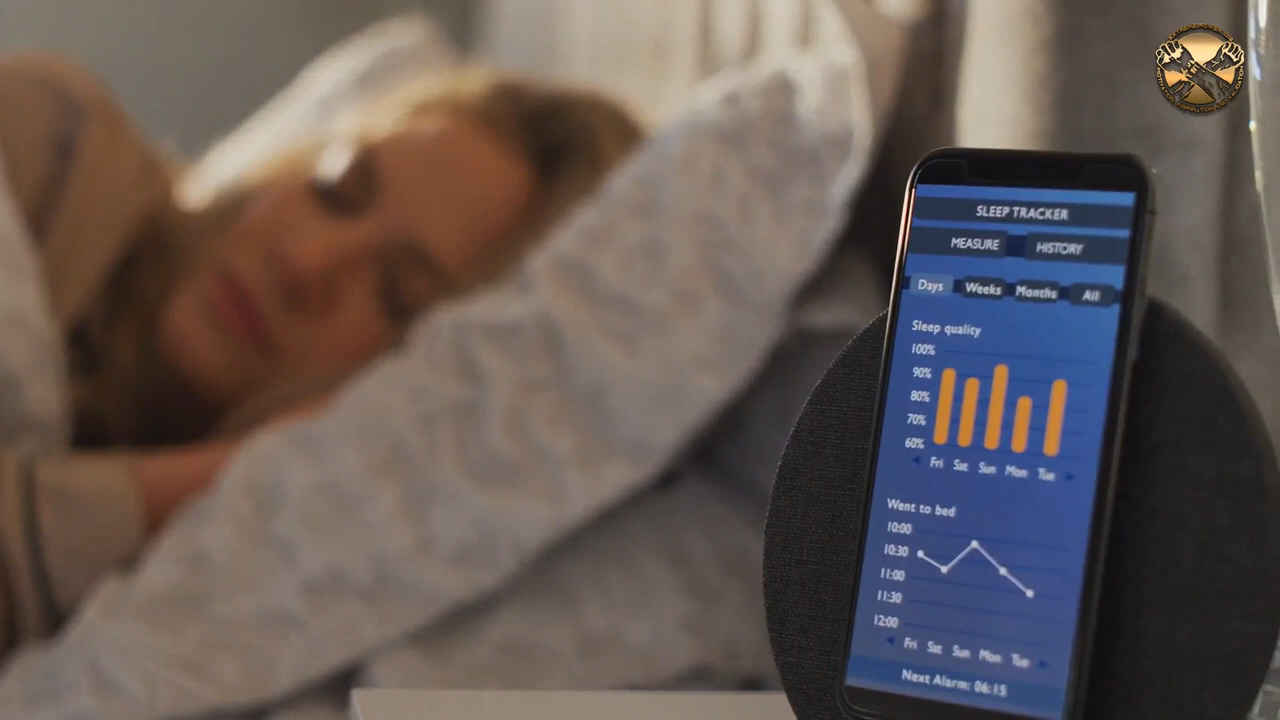 SLEEP TRACKER
MEASURE HISTORY
Days Weeks Months All
Sleep quality
100%
90%
80%
70%
60%
Fri Sat Sun Mon Tue
Went to bed
10:00
10:30
11:00
11:30
12:00
Fri Sat Sun Mon Tue
Next Alarm: 06:15